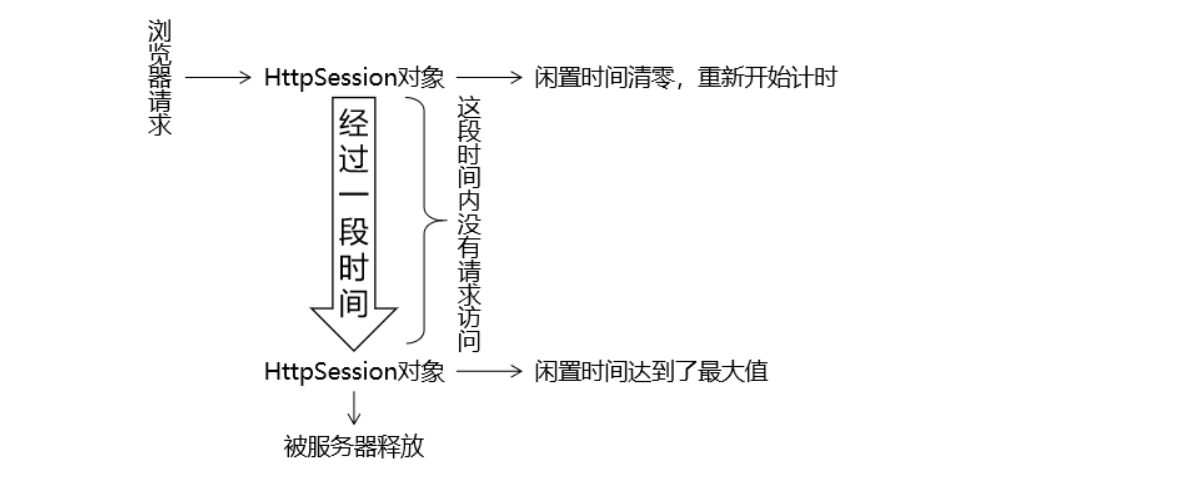 浏览器请求
HttpSession对象
闲置时间清零，重新开始计时
经过一段时间
这段时间内没有请求访问
HttpSession对象
闲置时间达到了最大值
被服务器释放